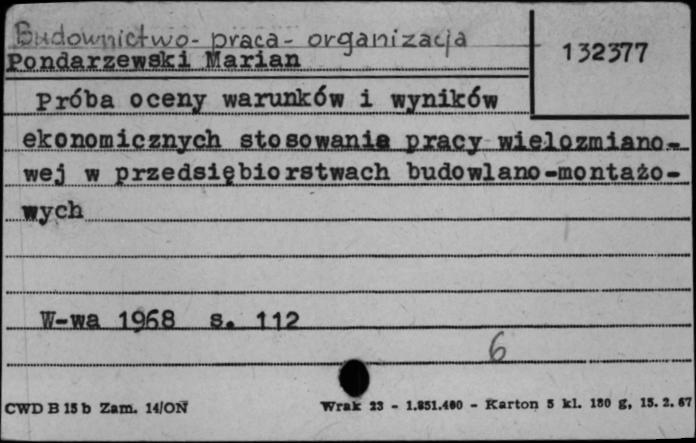 Budownictwo - praca - organizacja
132377
Pondarzewski Marian
Próba oceny warunków i wyników
ekonomicznych stosowania pracy wielozmiano-
wej w przedsiębiorstwach budowlano-montażo-
wych
W-wa 1968 s. 112
6
CWD B 15 b Zam. 14/ON
Wrak 23 - 1.851.460 - Karton 5 kl. 180 g, 15. 2. 67